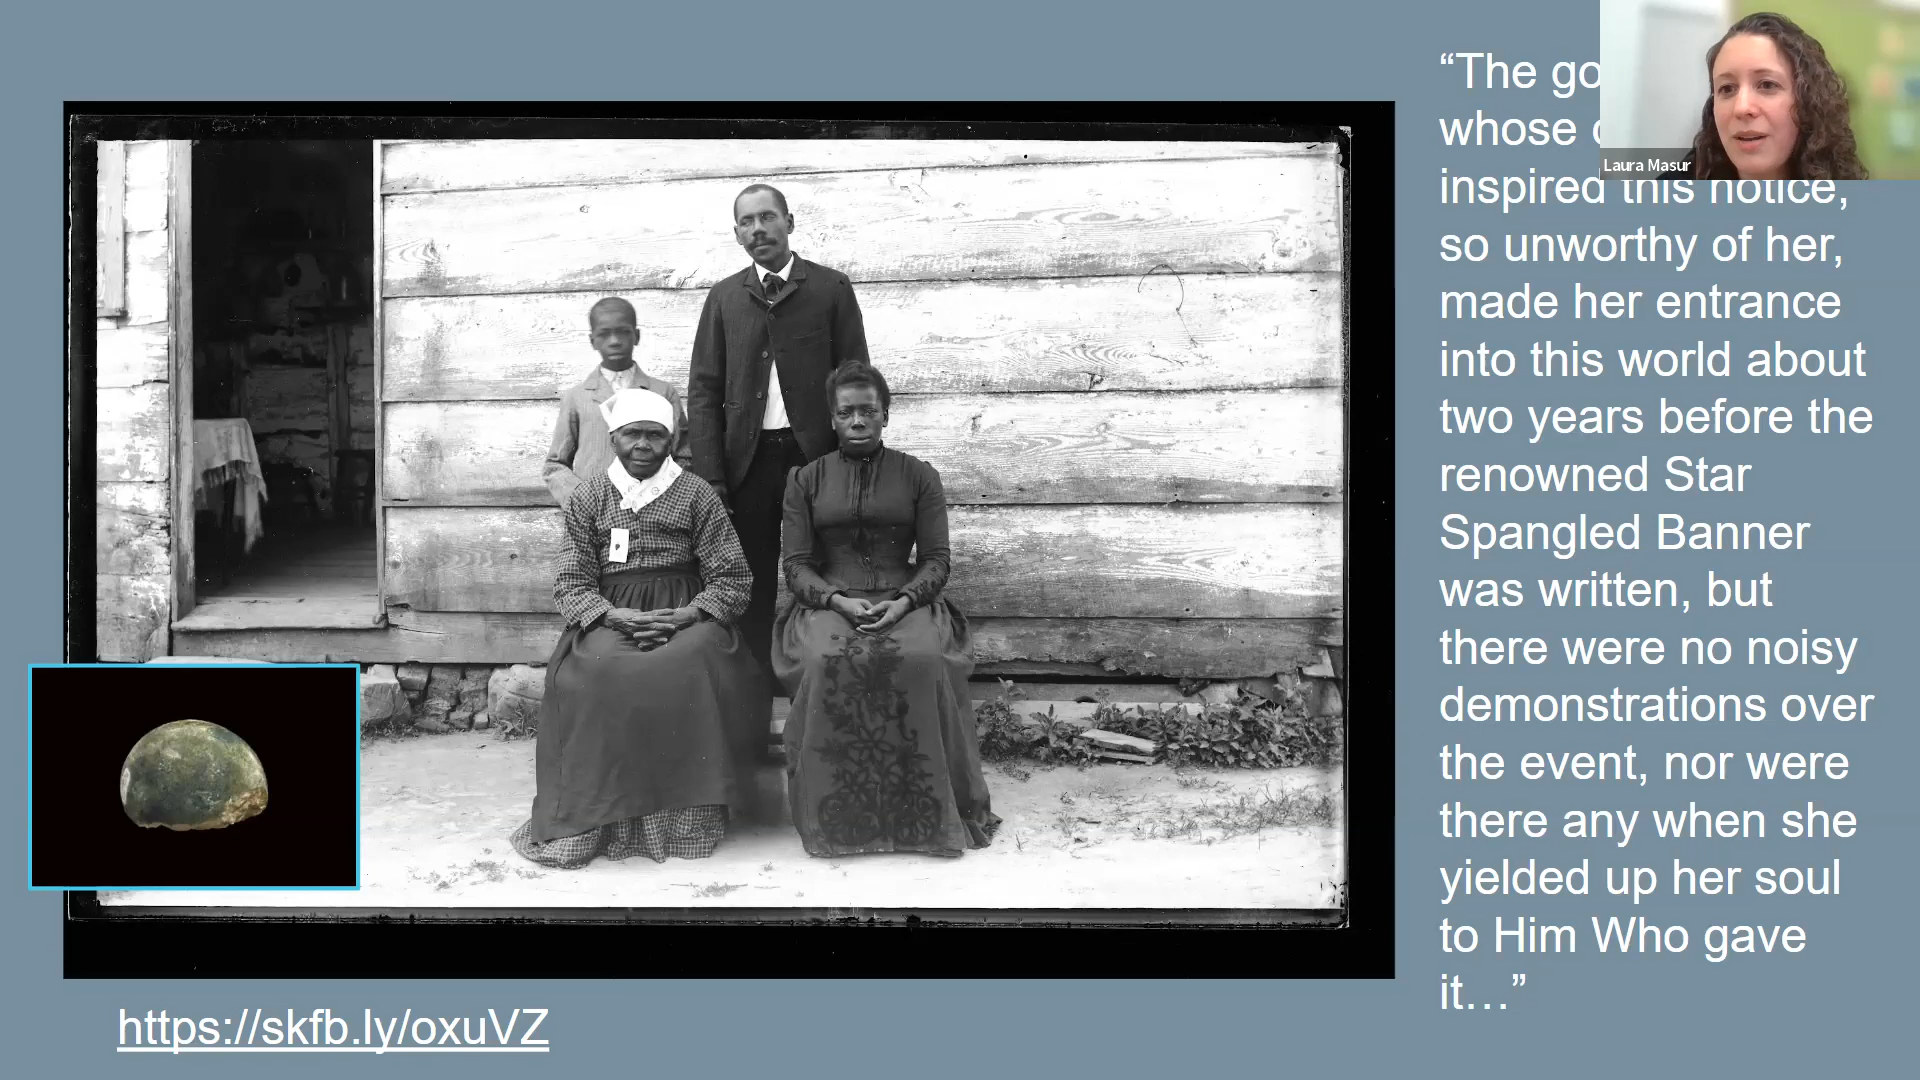 “The
whose
inspired this notice,
so unworthy of her,
made her entrance
into this world about
two years before the
renowned Star
Spangled Banner
was written, but
there were no noisy
demonstrations over
the event, nor were
there any when she
yielded up her soul
to Him Who gave
it…”
Laura Masur
https://skfb.ly/oxuVZ